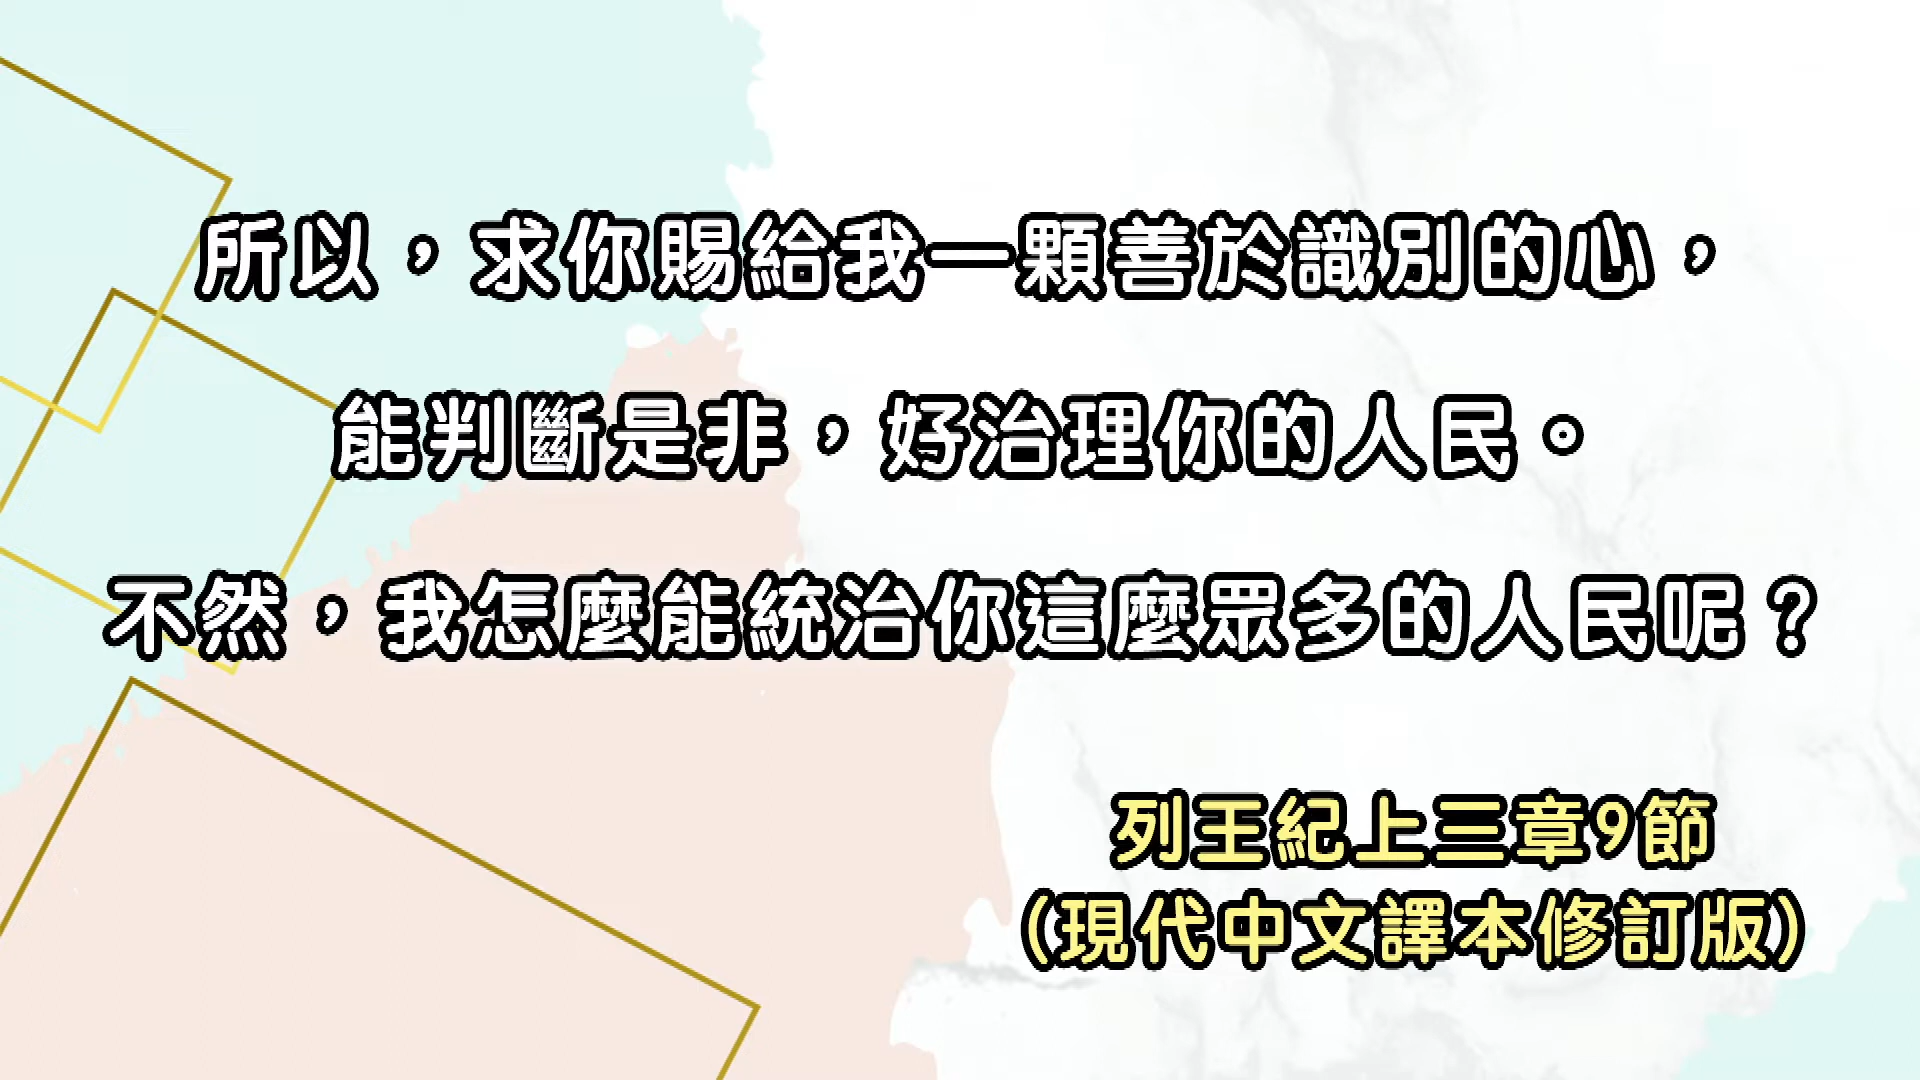 所以，求你賜給我一顆善於識別的心，
能判斷是非，好治理你的人民。
不然，我怎麼能統治你這麼眾多的人民呢？
列王紀上三章9節
（現代中文譯本修訂版）